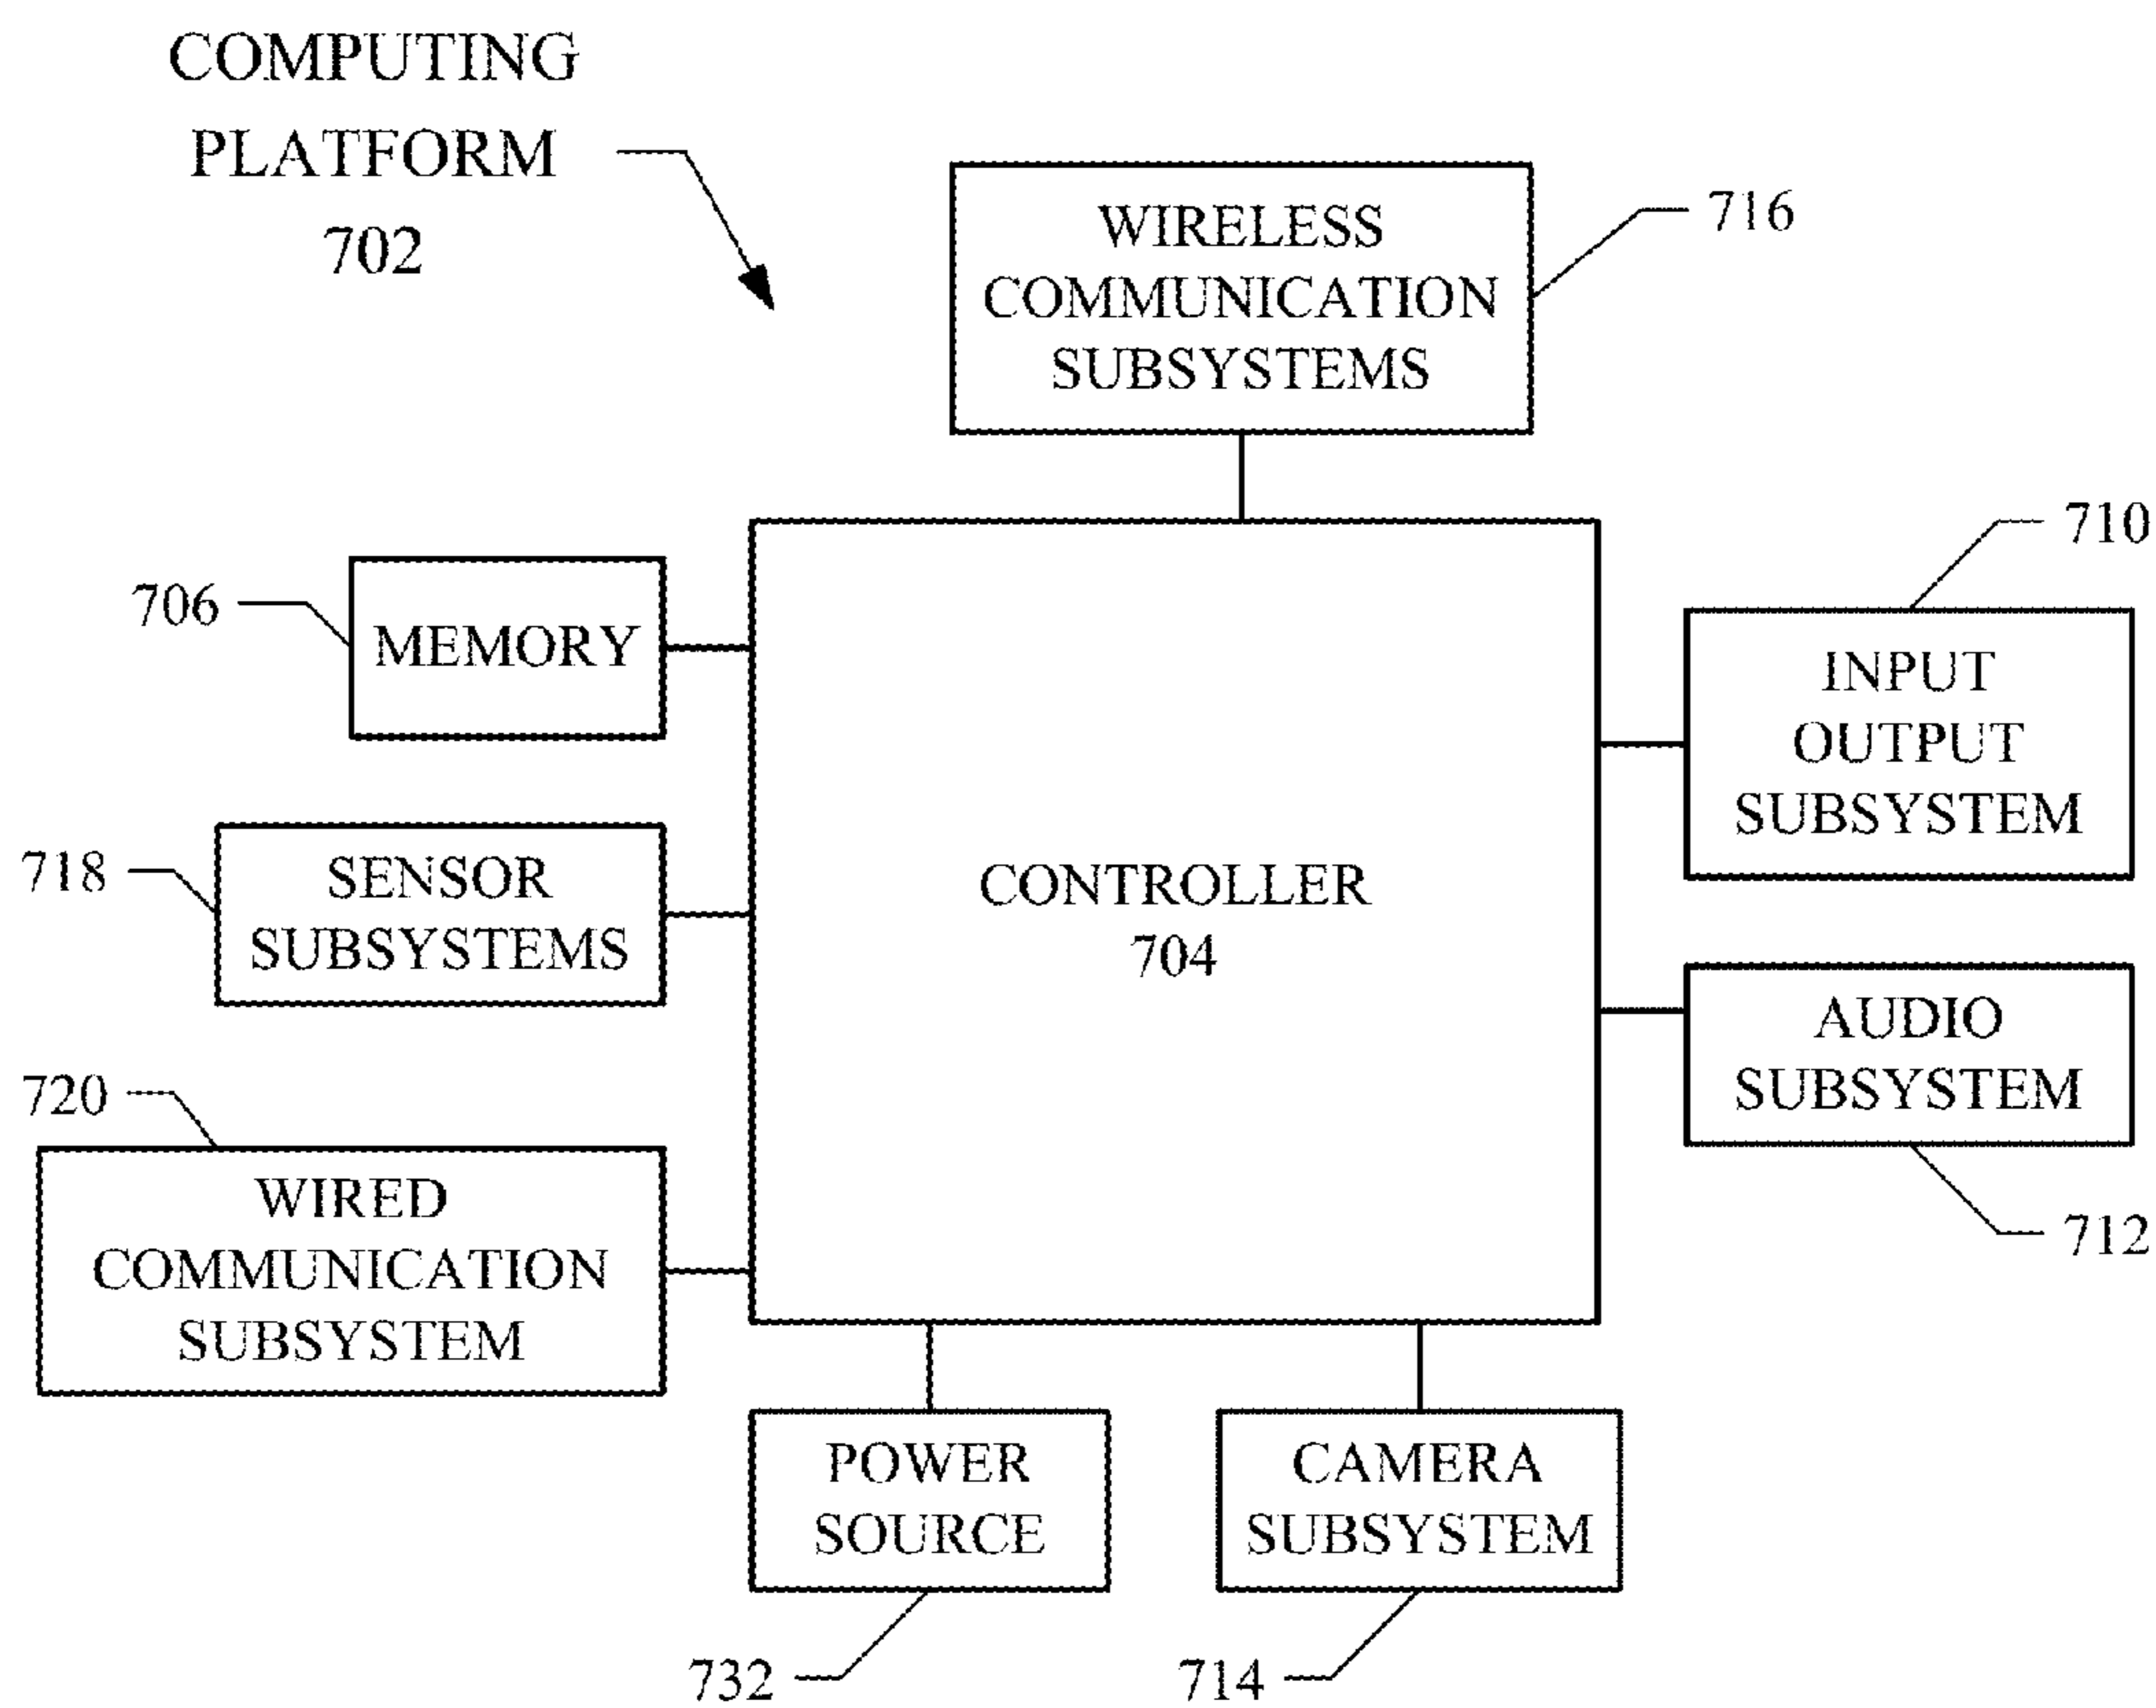 COMPUTING
PLATFORM
702
WIRELESS
COMMUNICATION
SUBSYSTEMS
716
706
MEMORY
710
INPUT
OUTPUT
SUBSYSTEM
718
SENSOR
SUBSYSTEMS
CONTROLLER
704
AUDIO
SUBSYSTEM
712
720
WIRED
COMMUNICATION
SUBSYSTEM
POWER
SOURCE
732
CAMERA
SUBSYSTEM
714